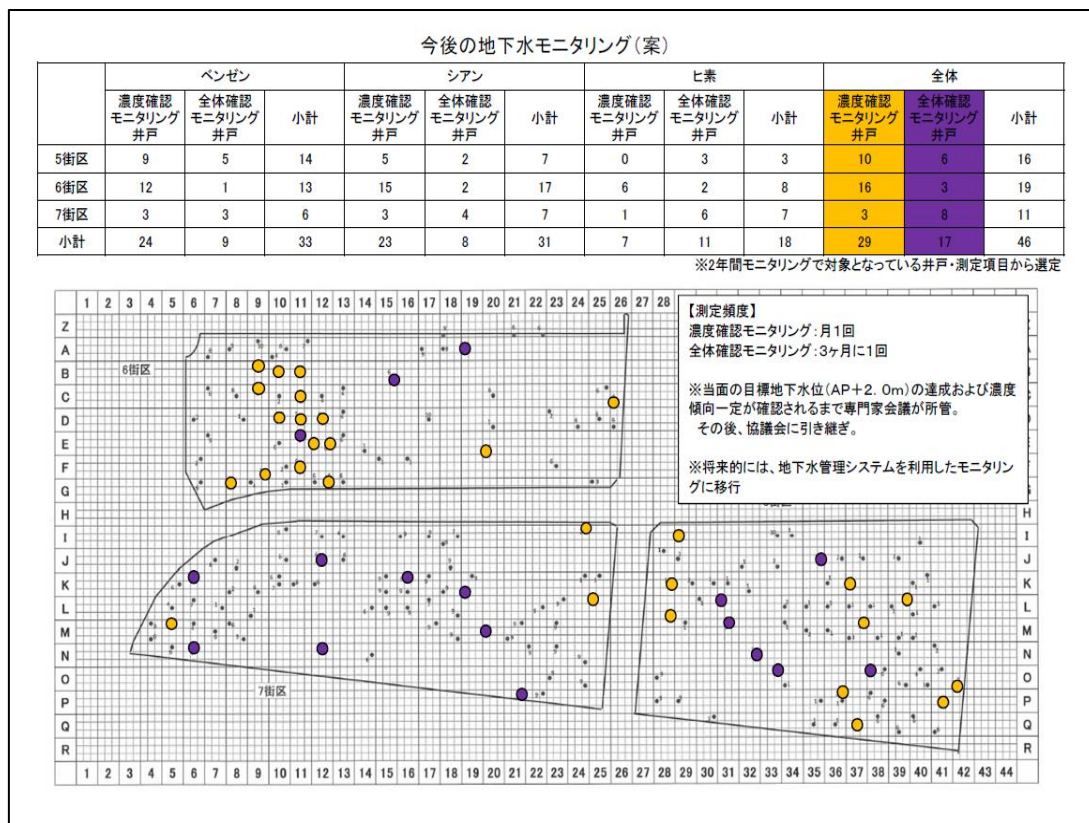 今後の地下水モニタリング(案)
ベンゼン シアン ヒ素 全体
濃度確認モニタリング井戸 全体確認モニタリング井戸 小計 濃度確認モニタリング井戸 全体確認モニタリング井戸 小計 濃度確認モニタリング井戸 全体確認モニタリング井戸 小計 濃度確認モニタリング井戸 全体確認モニタリング井戸 小計
5街区 9 5 14 5 2 7 0 3 3 10 6 16
6街区 12 1 13 15 2 17 6 2 8 16 3 19
7街区 3 3 6 3 4 7 1 6 7 3 8 11
小計 24 9 33 23 8 31 7 11 18 29 17 46
※2年間モニタリングで対象となっている井戸・測定項目から選定
1 2 3 4 5 6 7 8 9 10 11 12 13 14 15 16 17 18 19 20 21 22 23 24 25 26 27 28
【測定頻度】
濃度確認モニタリング:月1回
全体確認モニタリング:3ヶ月に1回
※当面の目標地下水位(AP+2.0m)の達成および濃度
傾向一定が確認されるまで専門家会議が所管。
その後、協議会に引き継ぎ。
※将来的には、地下水管理システムを利用したモニタリン
グに移行
Z
A
B
6街区
C
D
E
F
G
H H
I I
J J
K K
L L
M M
N N
O O
7街区
P P
Q Q
R R
1 2 3 4 5 6 7 8 9 10 11 12 13 14 15 16 17 18 19 20 21 22 23 24 25 26 27 28 29 30 31 32 33 34 35 36 37 38 39 40 41 42 43 44